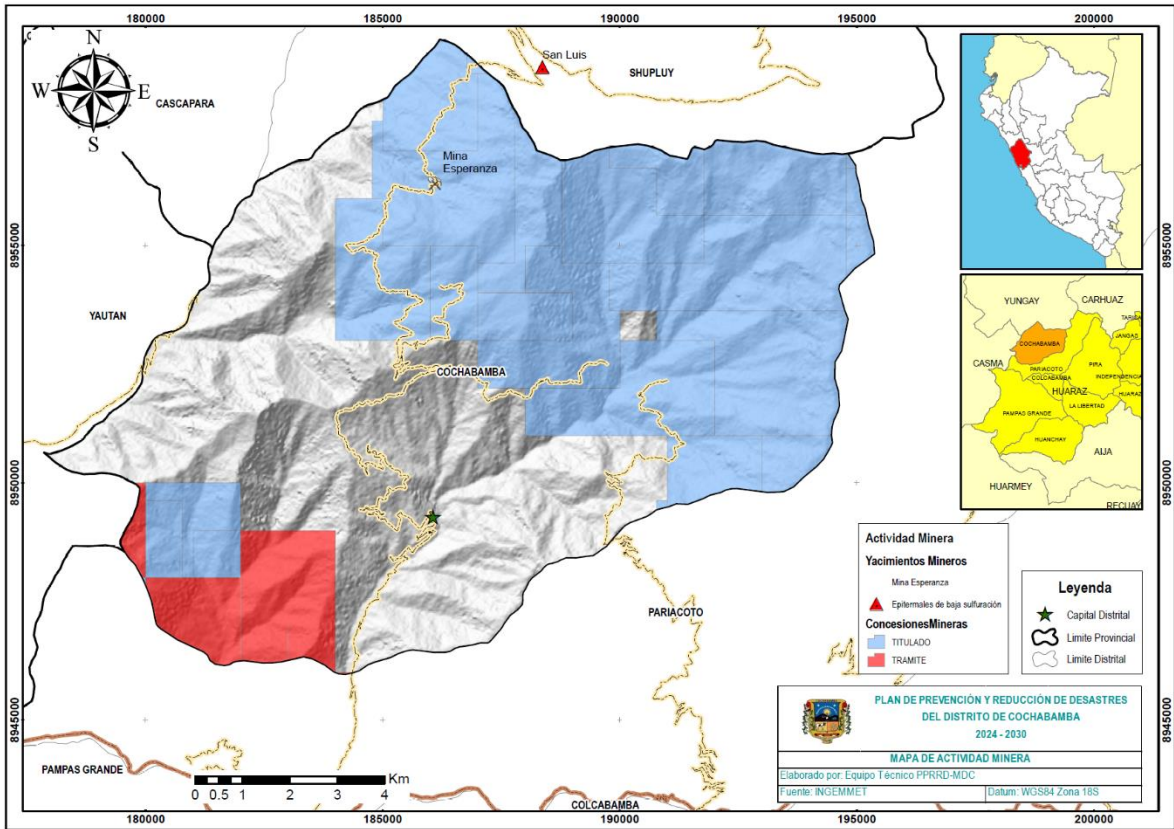 180000
185000
190000
195000
200000
N
W
E
S
CASCAPARA
San Luis
SHUPLUY
Mina
Esperanza
8955000
8955000
YAUTAN
COCHABAMBA
8950000
8950000
PARIACOTO
8945000
8945000
PAMPAS GRANDE
Km
0 0.5 1 2 3 4
COLCABAMBA
180000
185000
190000
195000
200000
YUNGAY
CARHUAZ
COCHABAMBA
JANGAS
CASMA
PARIACOTO
COLCABAMBA
PIRA
INDEPENDENCIA
HUARAZ
HUARAZ
PAMPAS GRANDE
LA LIBERTAD
HUANCHAY
AIJA
HUARMEY
RECUAY
Actividad Minera
Yacimientos Mineros
Mina Esperanza
Epitermales de baja sulfuración
ConcesionesMineras
TITULADO
TRAMITE
Leyenda
Capital Distrital
Limite Provincial
Limite Distrital
PLAN DE PREVENCIÓN Y REDUCCIÓN DE DESASTRES
DEL DISTRITO DE COCHABAMBA
2024 - 2030
MAPA DE ACTIVIDAD MINERA
Elaborado por: Equipo Técnico PPRRD-MDC
Fuente: INGEMMET
Datum: WGS84 Zona 18S